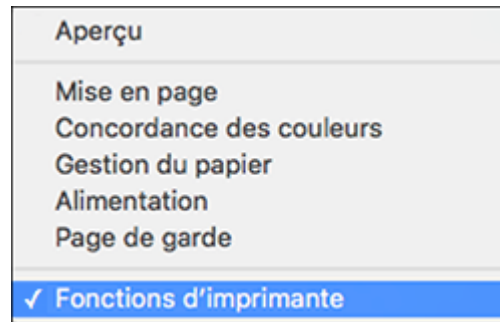 Aperçu
Mise en page
Concordance des couleurs
Gestion du papier
Alimentation
Page de garde
✓ Fonctions d'imprimante